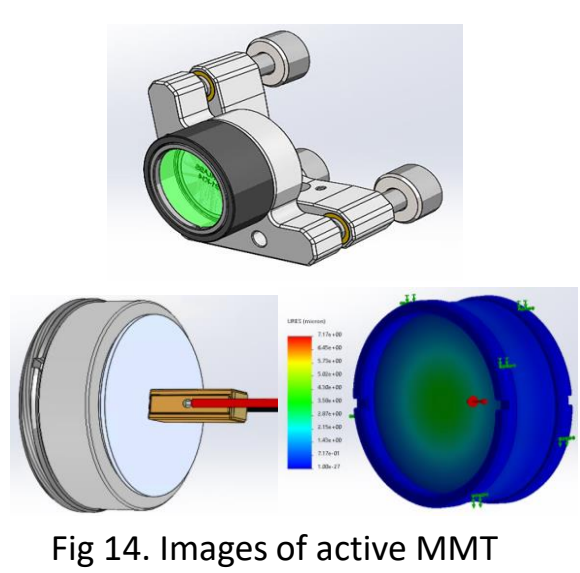 URES (micron)
7.17e+00
6.45e+00
5.73e+00
5.02e+00
4.30e+00
3.58e+00
2.87e+00
2.15e+00
1.43e+00
7.17e-01
1.00e-27
Fig 14. Images of active MMT